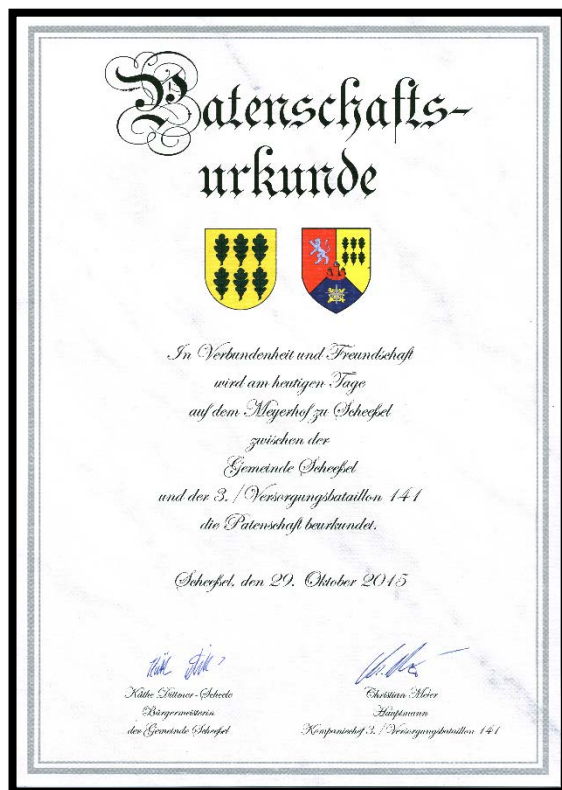 Patenschafts-
urkunde
In Verbundenheit und Freundschaft
wird am heutigen Tage
auf dem Meyerhof zu Scheeßel
zwischen der
Gemeinde Scheeßel
und der 3. / Versorgungsbataillon 141
die Patenschaft beurkundet.
Scheeßel, den 29. Oktober 2015
Käthe Dittmer-Scheele
Christian Meier
Bürgermeisterin
Hauptmann
der Gemeinde Scheeßel
Kompaniechef 3. / Versorgungsbataillon 141